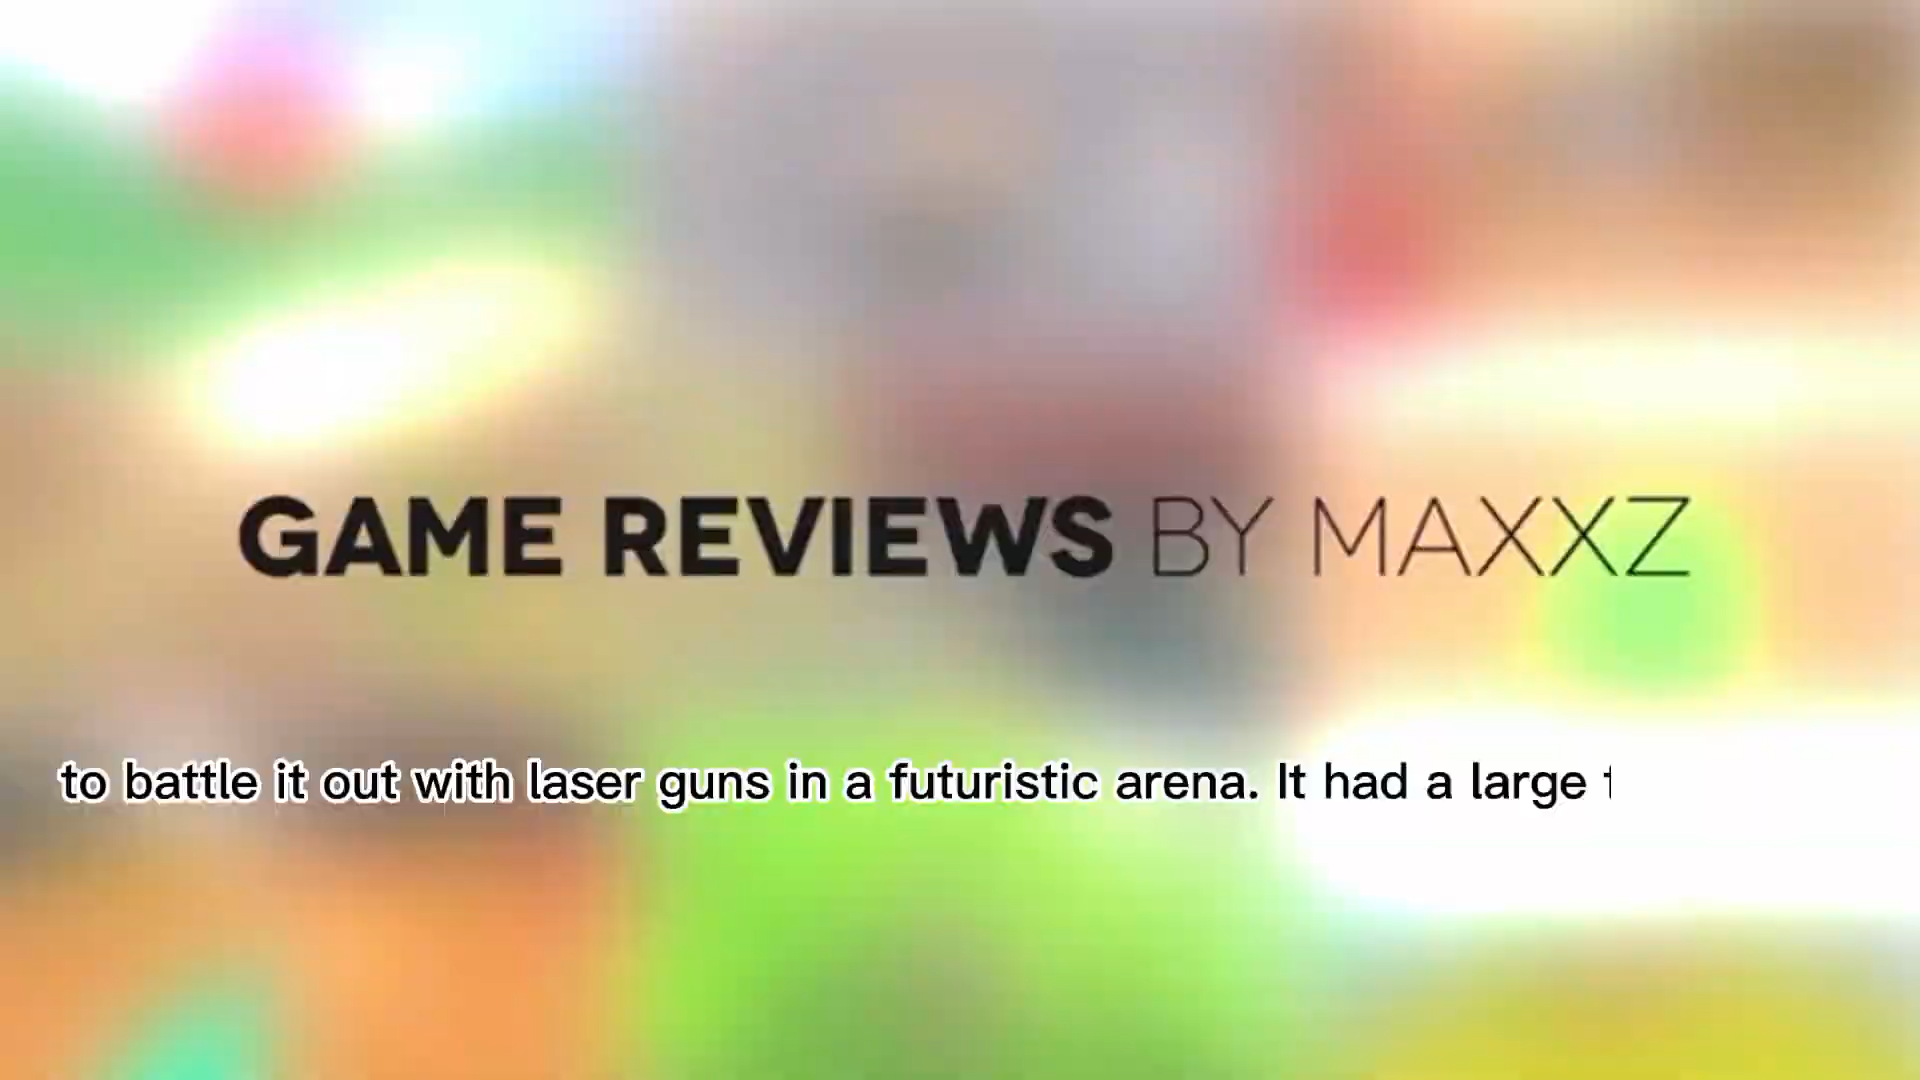 GAME REVIEWS BY MAXXZ
to battle it out with laser guns in a futuristic arena. It had a large